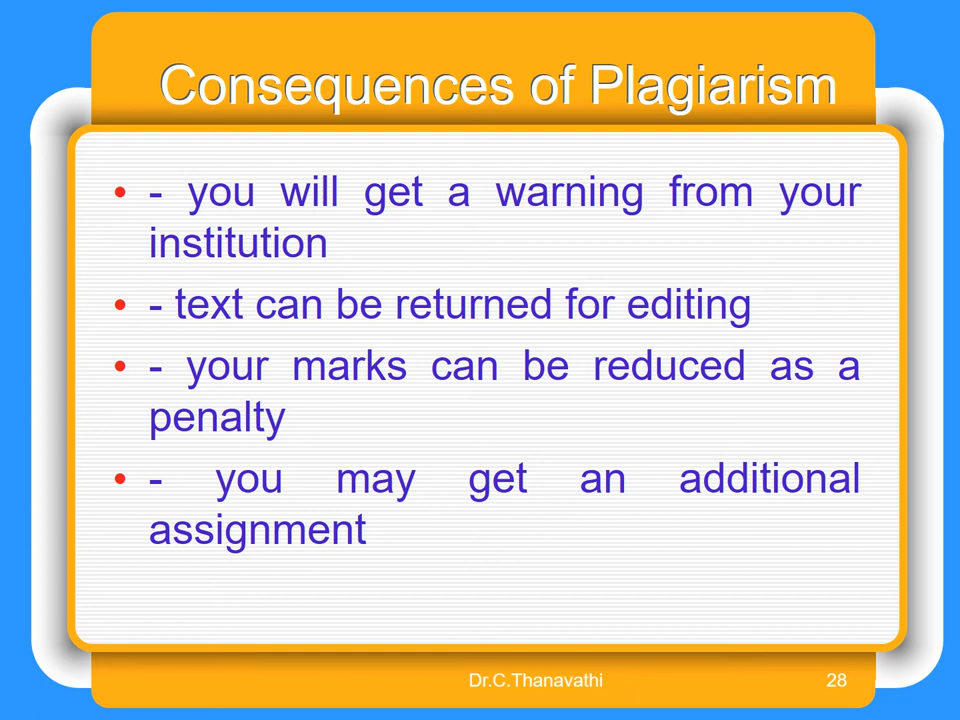 Consequences of Plagiarism
• - you will get a warning from your
institution
• - text can be returned for editing
• - your marks can be reduced as a
penalty
• - you may get an additional
assignment
Dr.C.Thanavathi 28